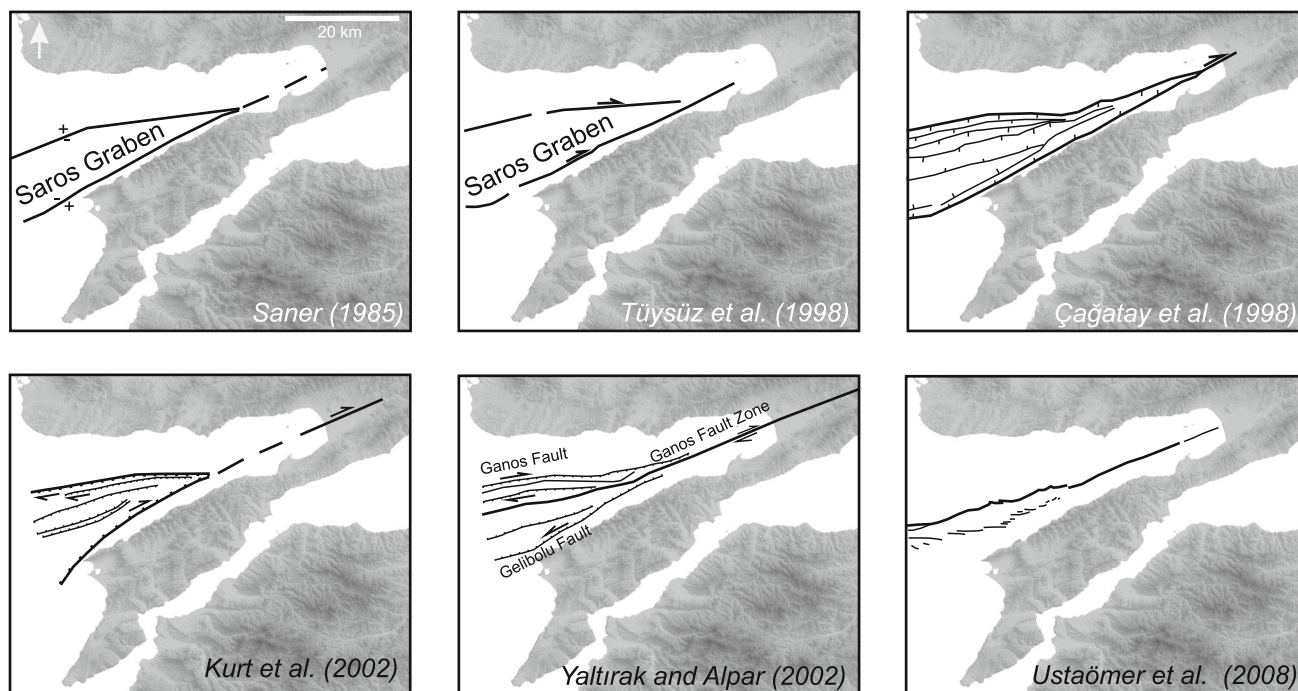 20 km
Saros Graben
+
-
-
+
Saner (1985)
Saros Graben
Tüysüz et al. (1998)
Çağatay et al. (1998)
Kurt et al. (2002)
Ganos Fault Zone
Ganos Fault
Gelibolu Fault
Yaltırak and Alpar (2002)
Ustaömer et al. (2008)